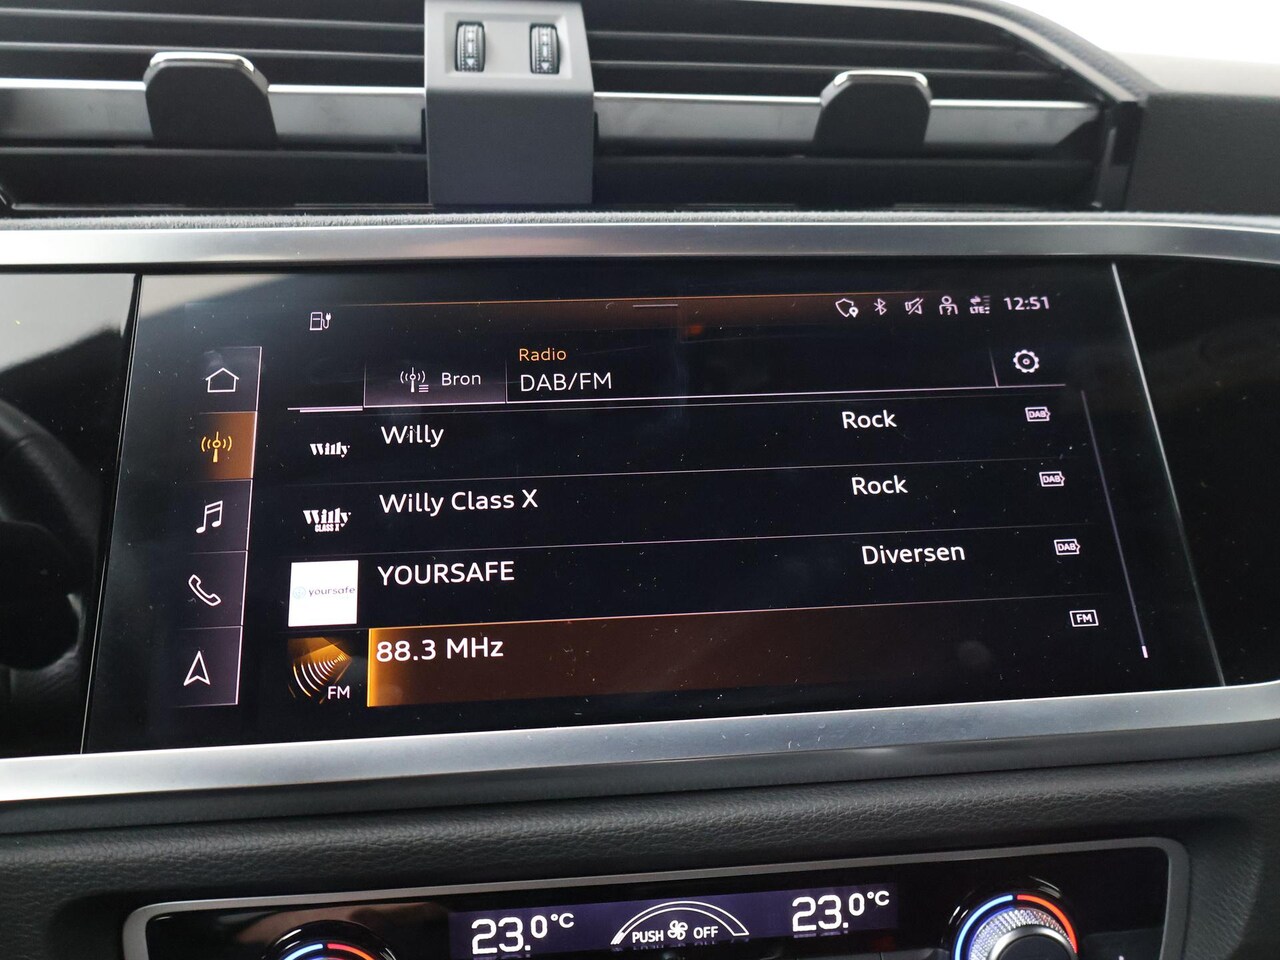 LTE
12:51
Bron
Radio
DAB/FM
Willy
Willy
Rock
DAB
Willy
CLASS X
Willy Class X
Rock
DAB
yoursafe
YOURSAFE
Diversen
DAB
FM
88.3 MHz
FM
23.0°C
PUSH OFF
23.0°C